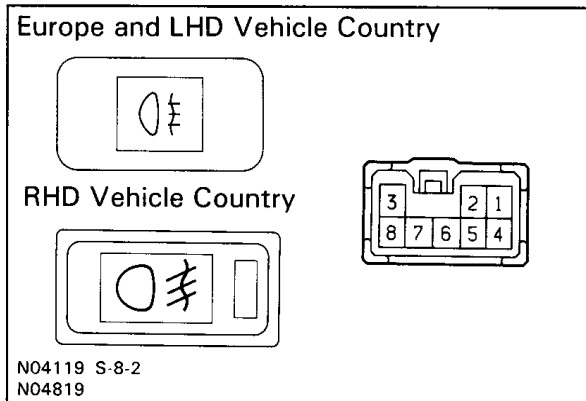 Europe and LHD Vehicle Country
RHD Vehicle Country
3 2 1
8 7 6 5 4
N04119 S-8-2
N04819